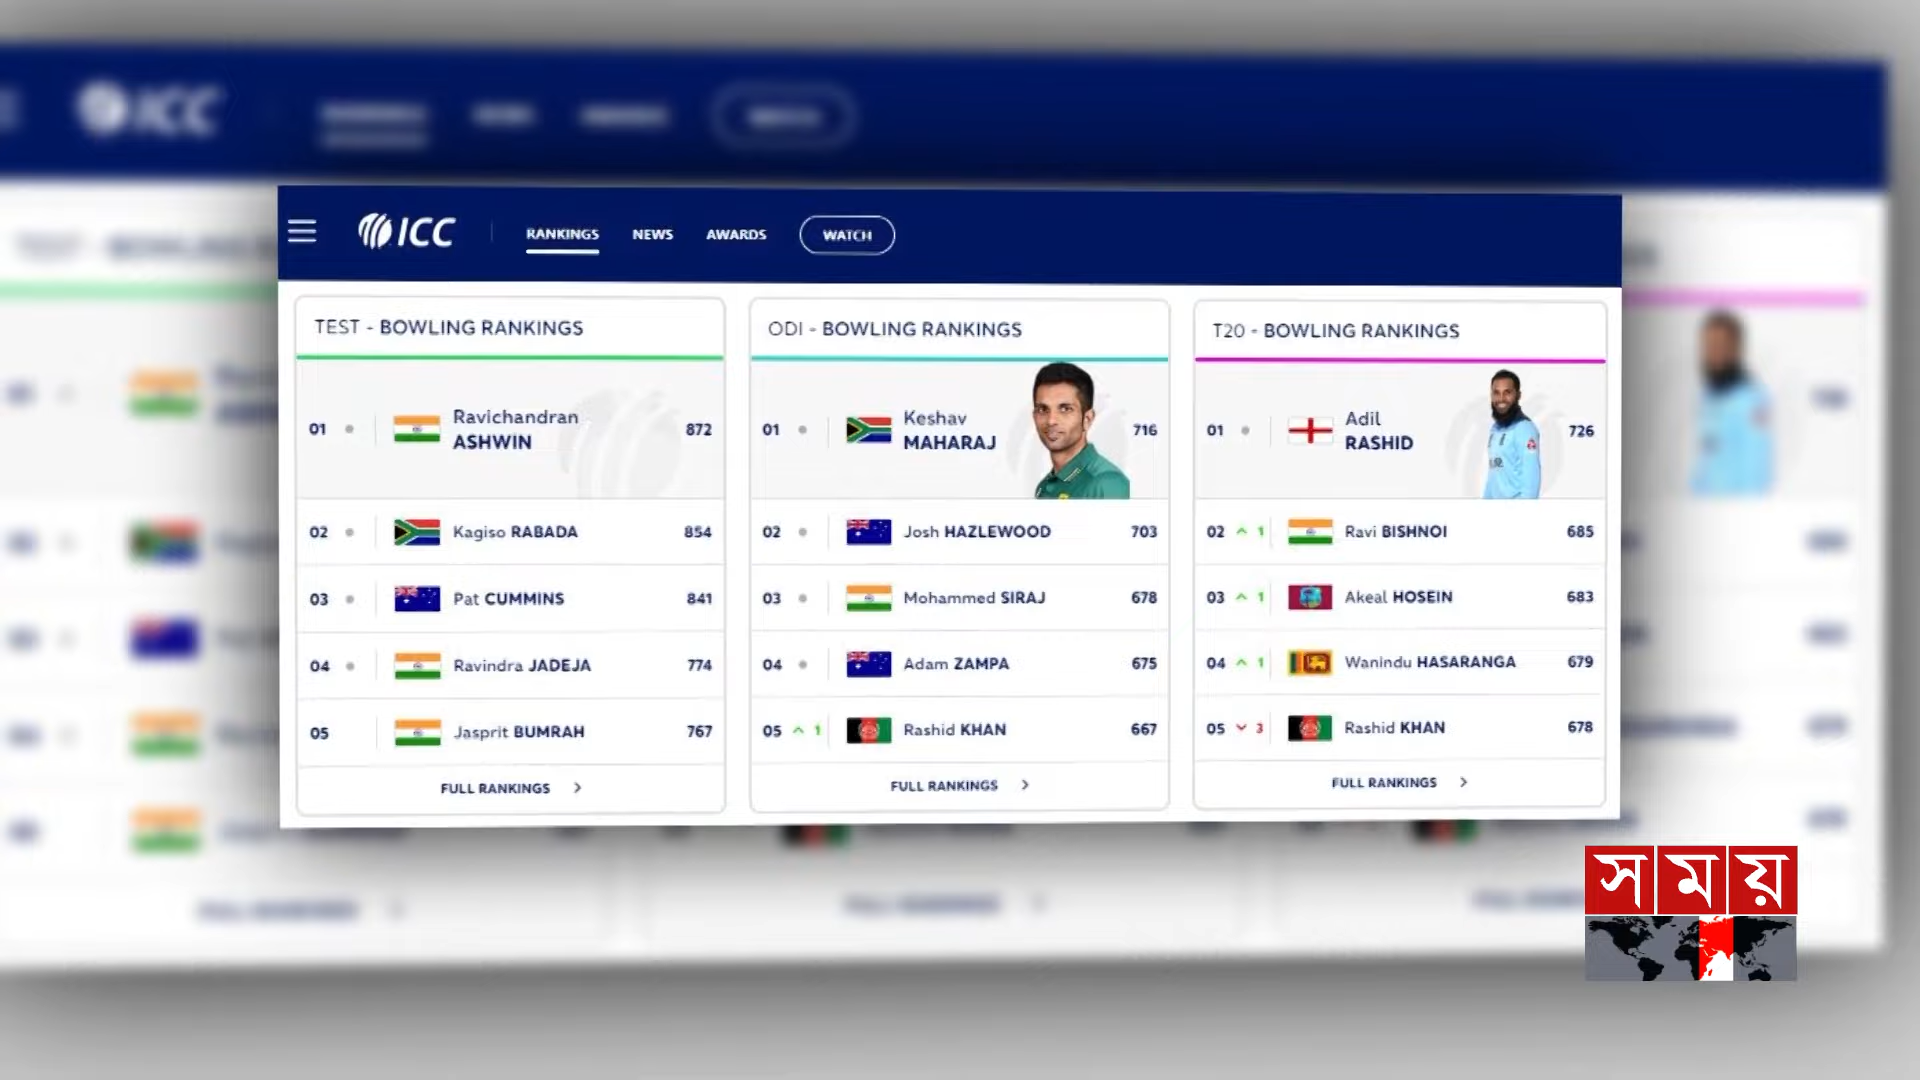 ICC
RANKINGS NEWS AWARDS WATCH
TEST - BOWLING RANKINGS
01 Ravichandran ASHWIN 872
02 Kagiso RABADA 854
03 Pat CUMMINS 841
04 Ravindra JADEJA 774
05 Jasprit BUMRAH 767
FULL RANKINGS
ODI - BOWLING RANKINGS
01 Keshav MAHARAJ 716
02 Josh HAZLEWOOD 703
03 Mohammed SIRAJ 678
04 Adam ZAMPA 675
05 1 Rashid KHAN 667
FULL RANKINGS
T20 - BOWLING RANKINGS
01 Adil RASHID 726
02 1 Ravi BISHNOI 685
03 1 Akeal HOSEIN 683
04 1 Wanindu HASARANGA 679
05 3 Rashid KHAN 678
FULL RANKINGS
ICC
সময়